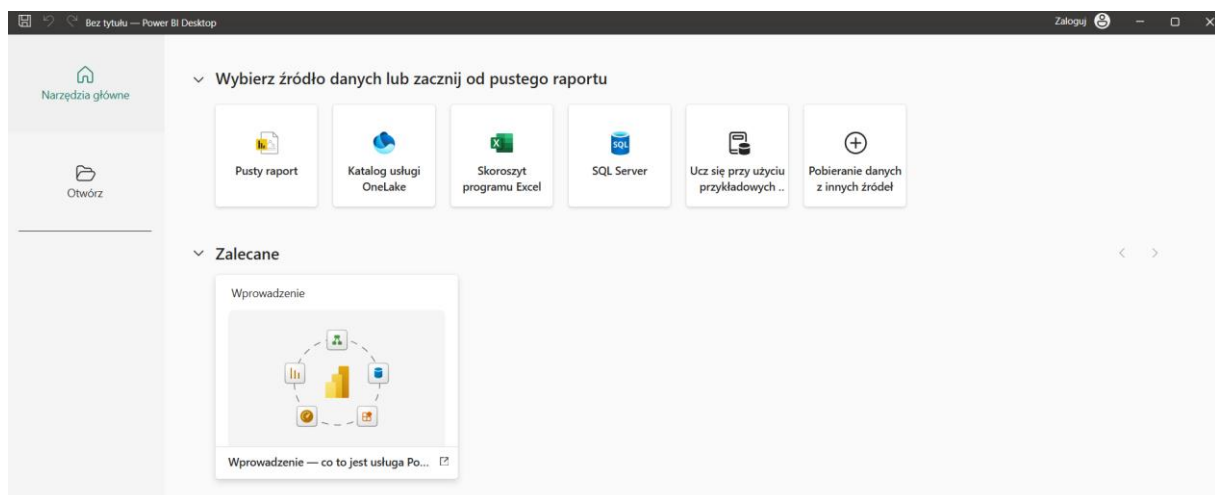 Bez tytułu — Power BI Desktop
Zaloguj
Narzędzia główne
Otwórz
Wybierz źródło danych lub zacznij od pustego raportu
Pusty raport
Katalog usługi
OneLake
Skoroszyt
programu Excel
SQL
SQL Server
Ucz się przy użyciu
przykładowych ..
Pobieranie danych
z innych źródeł
Zalecane
Wprowadzenie
Wprowadzenie — co to jest usługa Po...